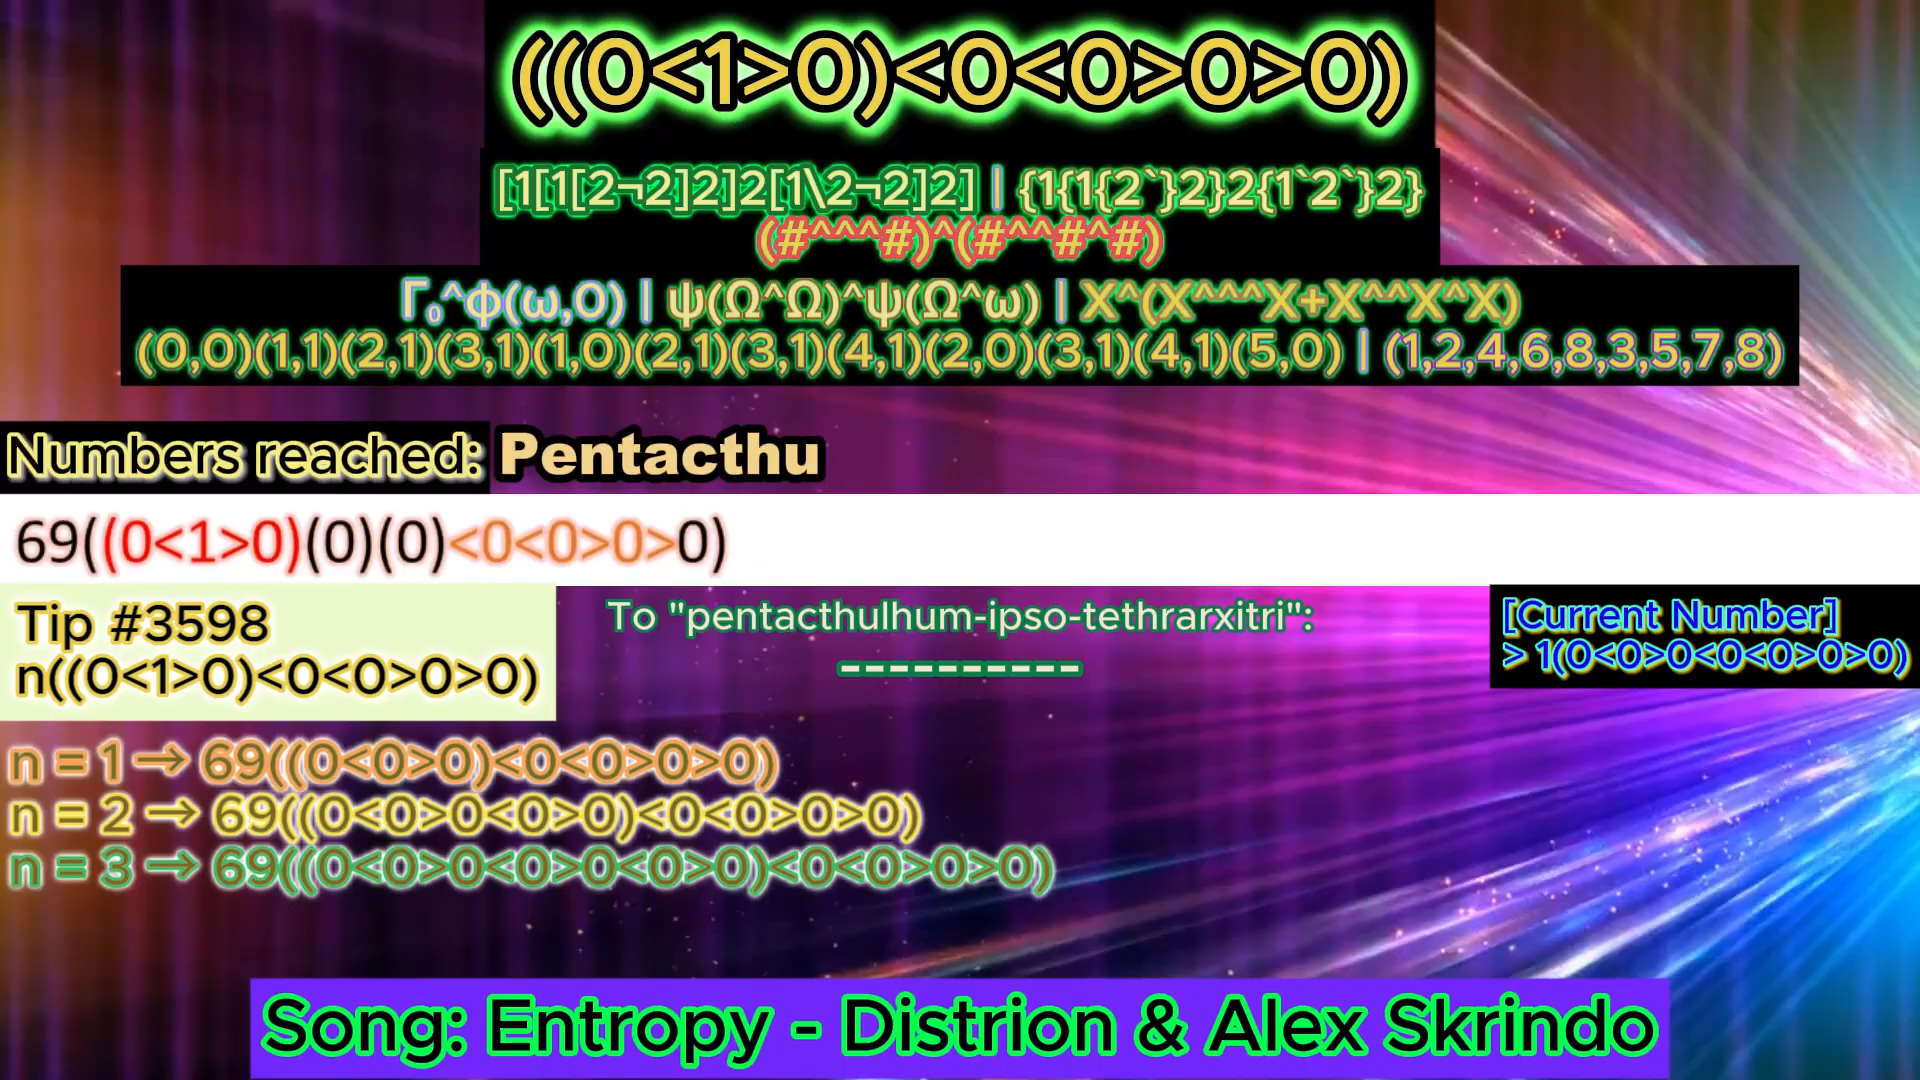 ((0<1>0)<0<0>0>0)
[1[1[2¬2]2]2[1\2¬2]2] | {1{1{2`}2}2{1`2`}2}
(#^^^#)^(#^^#^#)
Γ₀^φ(ω,0) | ψ(Ω^Ω)^ψ(Ω^ω) | X^(X^^^X+X^^X^X)
(0,0)(1,1)(2,1)(3,1)(1,0)(2,1)(3,1)(4,1)(2,0)(3,1)(4,1)(5,0) | (1,2,4,6,8,3,5,7,8)
Numbers reached: Pentacthu
69((0<1>0)(0)(0)<0<0>0>0)
Tip #3598
n((0<1>0)<0<0>0>0)
To "pentacthulhum-ipso-tethrarxitri":
----------
[Current Number]
> 1(0<0>0<0<0>0>0)
n = 1 → 69((0<0>0)<0<0>0>0)
n = 2 → 69((0<0>0<0>0)<0<0>0>0)
n = 3 → 69((0<0>0<0>0<0>0)<0<0>0>0)
Song: Entropy - Distrion & Alex Skrindo